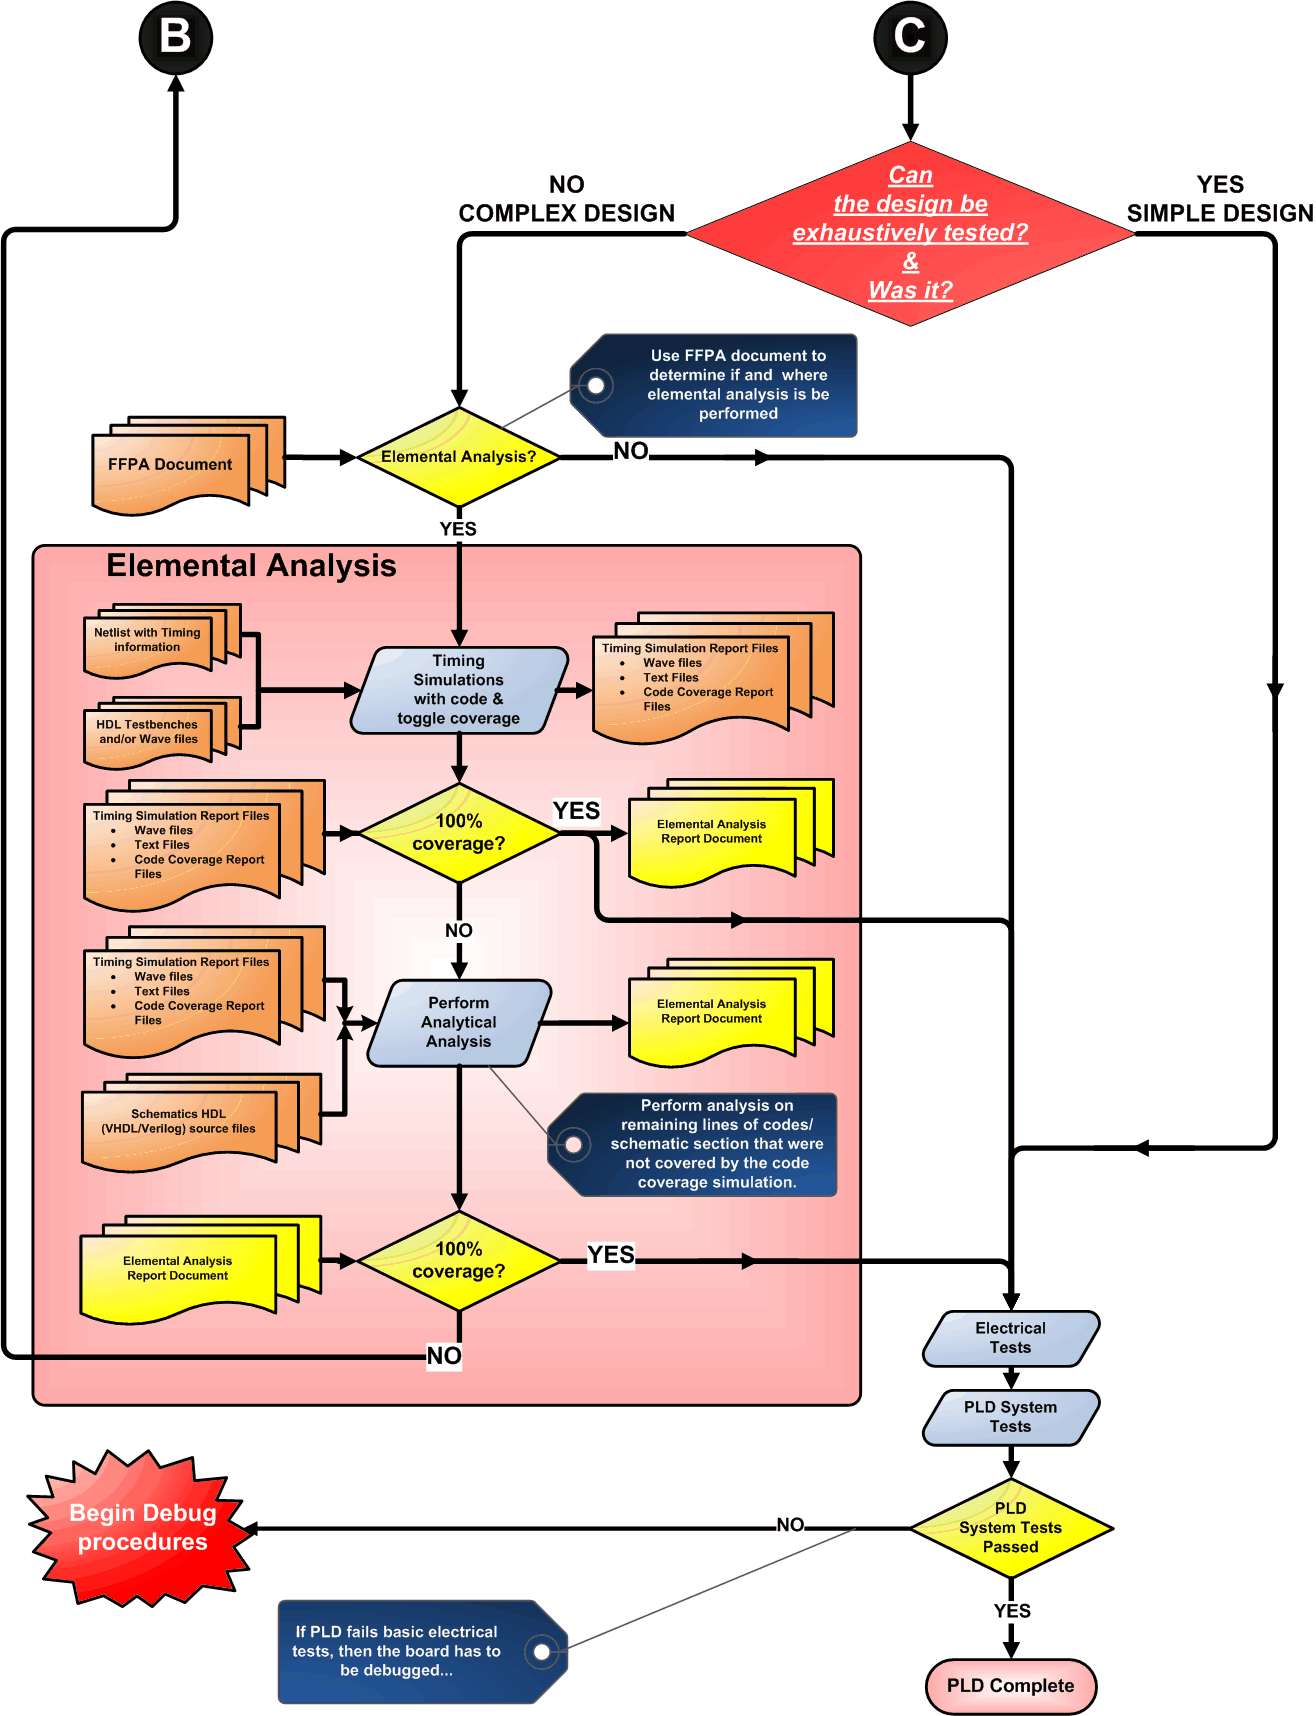 B
C
Can
the design be
exhaustively tested?
&
Was it?
NO
COMPLEX DESIGN
YES
SIMPLE DESIGN
Use FFPA document to
determine if and where
elemental analysis is be
performed
FFPA Document
Elemental Analysis?
NO
YES
Elemental Analysis
Netlist with Timing
information
HDL Testbenches
and/or Wave files
Timing
Simulations
with code &
toggle coverage
Timing Simulation Report Files
• Wave files
• Text Files
• Code Coverage Report
Files
Timing Simulation Report Files
• Wave files
• Text Files
• Code Coverage Report
Files
100%
coverage?
YES
Elemental Analysis
Report Document
NO
Timing Simulation Report Files
• Wave files
• Text Files
• Code Coverage Report
Files
Perform
Analytical
Analysis
Elemental Analysis
Report Document
Schematics HDL
(VHDL/Verilog) source files
Perform analysis on
remaining lines of codes/
schematic section that were
not covered by the code
coverage simulation.
Elemental Analysis
Report Document
100%
coverage?
YES
NO
Electrical
Tests
PLD System
Tests
PLD
System Tests
Passed
NO
Begin Debug
procedures
YES
If PLD fails basic electrical
tests, then the board has to
be debugged...
PLD Complete